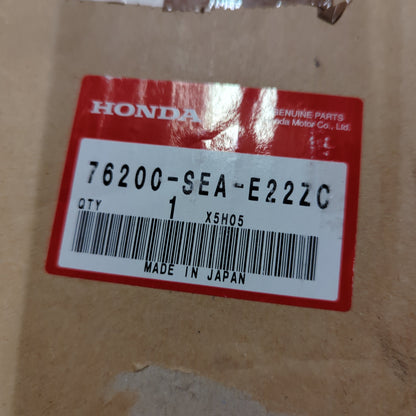 HONDA
GENUINE PARTS
Honda Motor Co., Ltd.
76200-SEA-E22ZC
QTY 1 X5H05
MADE IN JAPAN